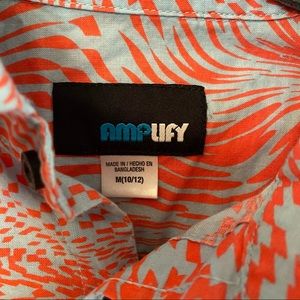 AMPLIFY
MADE IN / HECHO EN
BANGLADESH
M(10/12)